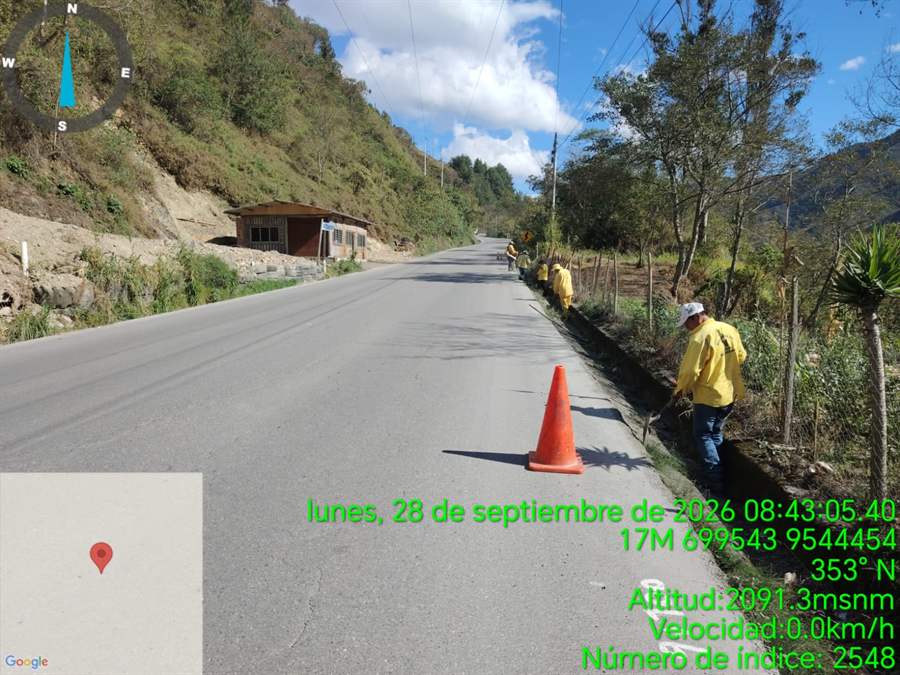 N
W
E
S
lunes, 28 de septiembre de 2026 08:43:05.40
17M 699543 9544454
353° N
Altitud:2091.3msnm
Velocidad:0.0km/h
Número de índice: 2548
Google